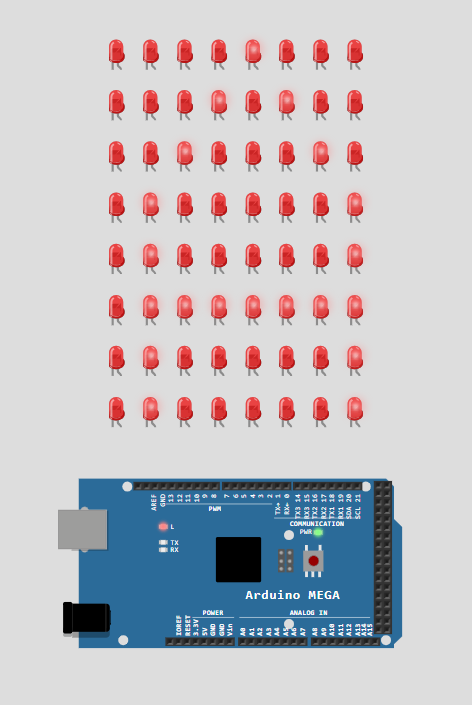 A
AREF
GND
13
12
11
10
9
8
7
6
5
4
3
2
TX→ 1
RX← 0
TX3 14
RX3 15
TX2 16
RX2 17
TX1 18
RX1 19
SDA 20
SCL 21
PWM
COMMUNICATION
L
PWR
TX
RX
Arduino MEGA
POWER
ANALOG IN
IOREF
RESET
3.3V
5V
GND
GND
Vin
A0
A1
A2
A3
A4
A5
A6
A7
A8
A9
A10
A11
A12
A13
A14
A15